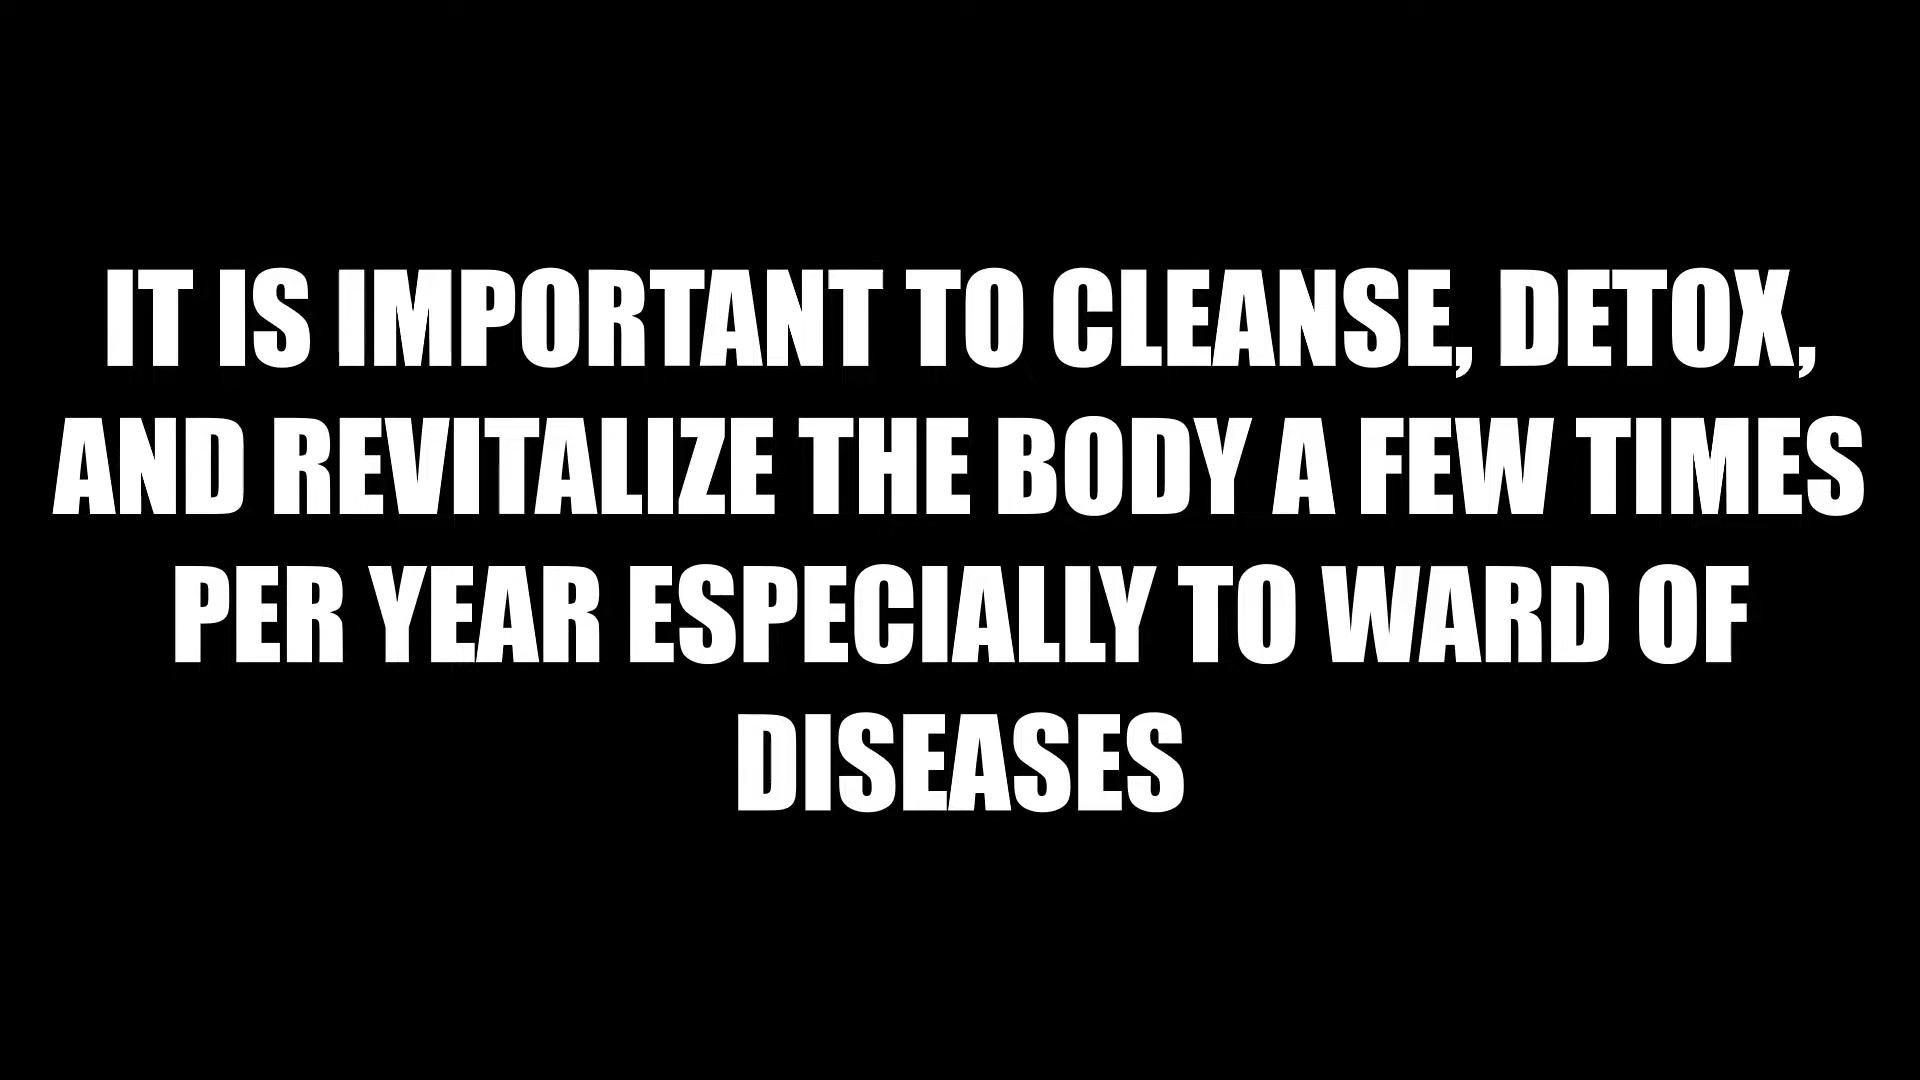 IT IS IMPORTANT TO CLEANSE, DETOX,
AND REVITALIZE THE BODY A FEW TIMES
PER YEAR ESPECIALLY TO WARD OF
DISEASES